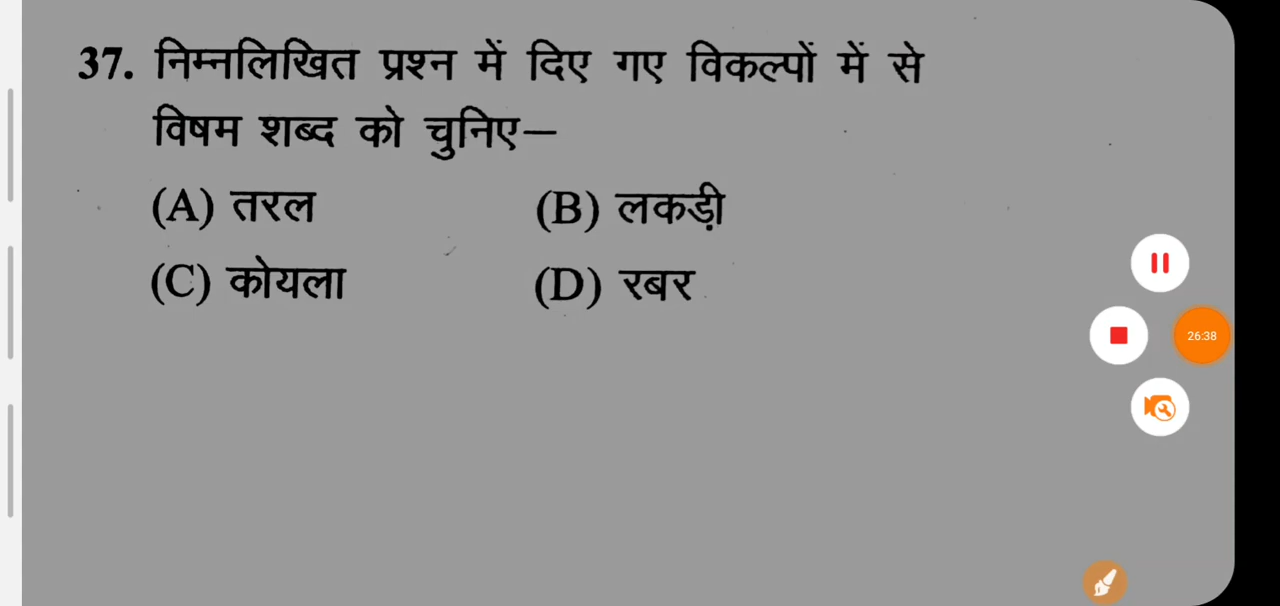 37. निम्नलिखित प्रश्न में दिए गए विकल्पों में से
विषम शब्द को चुनिए—
(A) तरल (B) लकड़ी
(C) कोयला (D) रबर
26:38